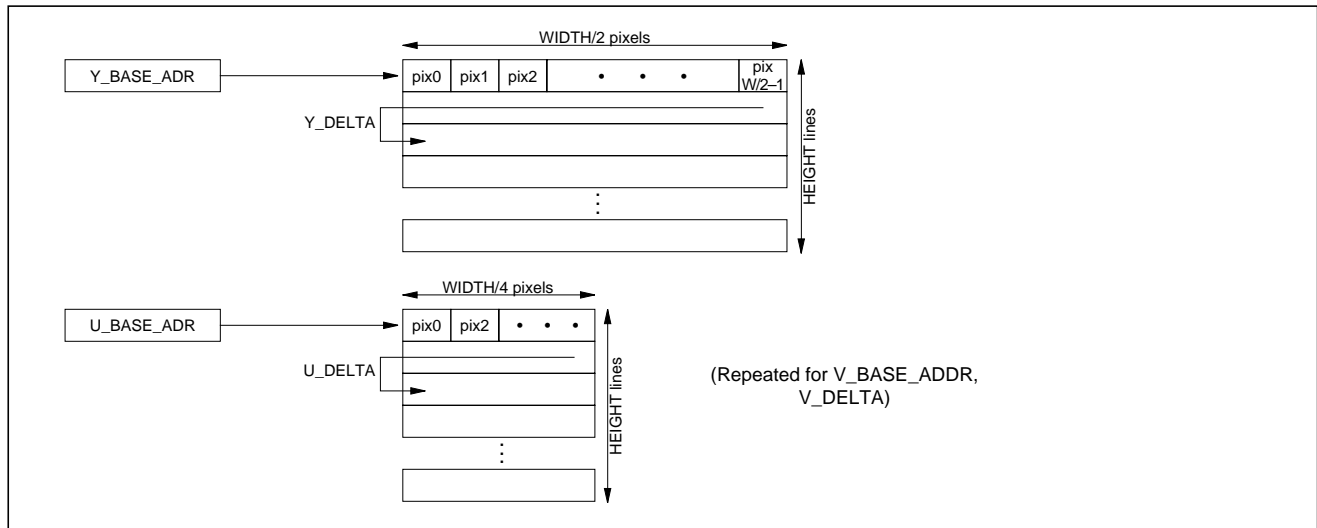 WIDTH/2 pixels
Y_BASE_ADR
pix0 pix1 pix2 • • • pix
W/2–1
Y_DELTA
HEIGHT lines
WIDTH/4 pixels
U_BASE_ADR
pix0 pix2 • • •
U_DELTA
HEIGHT lines
(Repeated for V_BASE_ADDR,
V_DELTA)